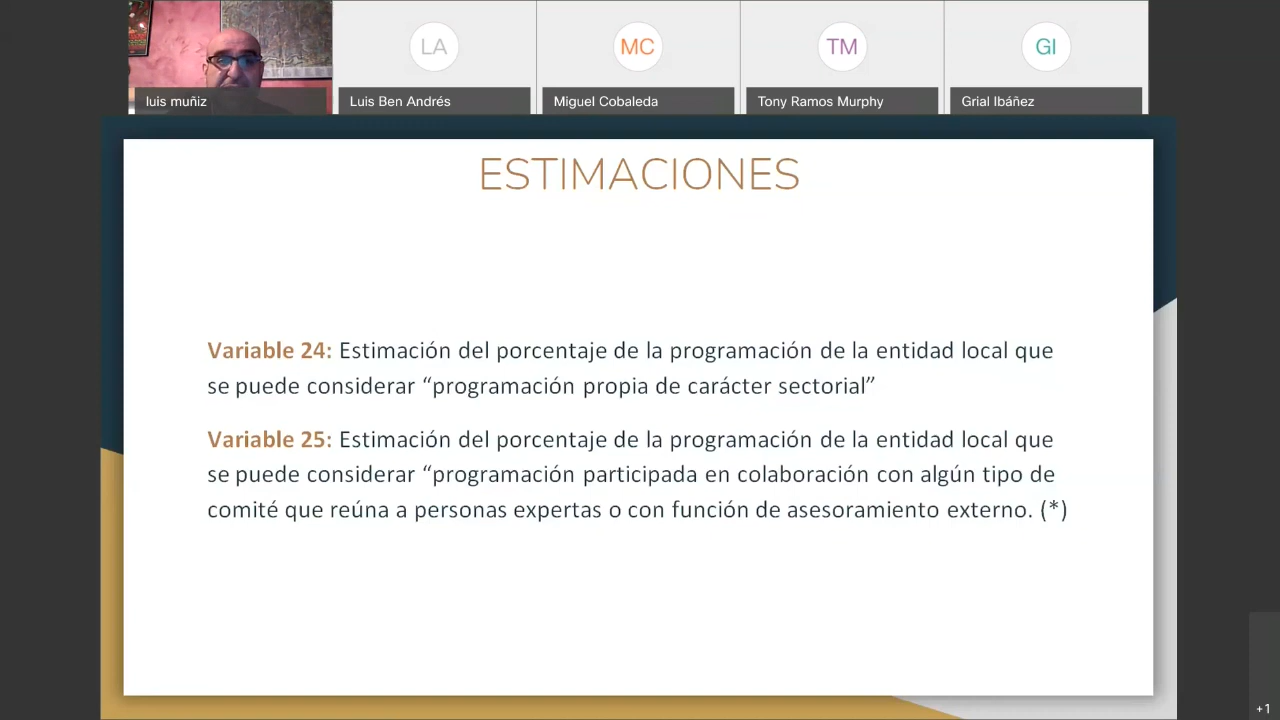 LA
MC
TM
GI
luis muñiz
Luis Ben Andrés
Miguel Cobaleda
Tony Ramos Murphy
Grial Ibáñez
ESTIMACIONES
Variable 24: Estimación del porcentaje de la programación de la entidad local que
se puede considerar “programación propia de carácter sectorial”
Variable 25: Estimación del porcentaje de la programación de la entidad local que
se puede considerar “programación participada en colaboración con algún tipo de
comité que reúna a personas expertas o con función de asesoramiento externo. (*)
+1